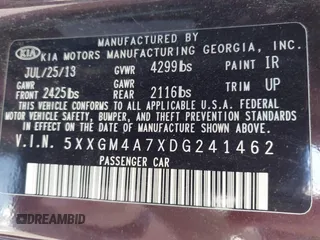 MANUFACTURED BY
KIA KIA MOTORS MANUFACTURING GEORGIA, INC.
JUL/25/13 GVWR 4299lbs PAINT IR
GAWR FRONT 2425lbs GAWR REAR 2116lbs TRIM UP
THIS VEHICLE CONFORMS TO ALL APPLICABLE U.S.
FEDERAL MOTOR VEHICLE SAFETY, BUMPER, AND THEFT
PREVENTION STANDARDS IN EFFECT ON THE DATE OF
MANUFACTURE SHOWN ABOVE.
V.I.N. 5XXGM4A7XDG241462
PASSENGER CAR
©DREAMBID